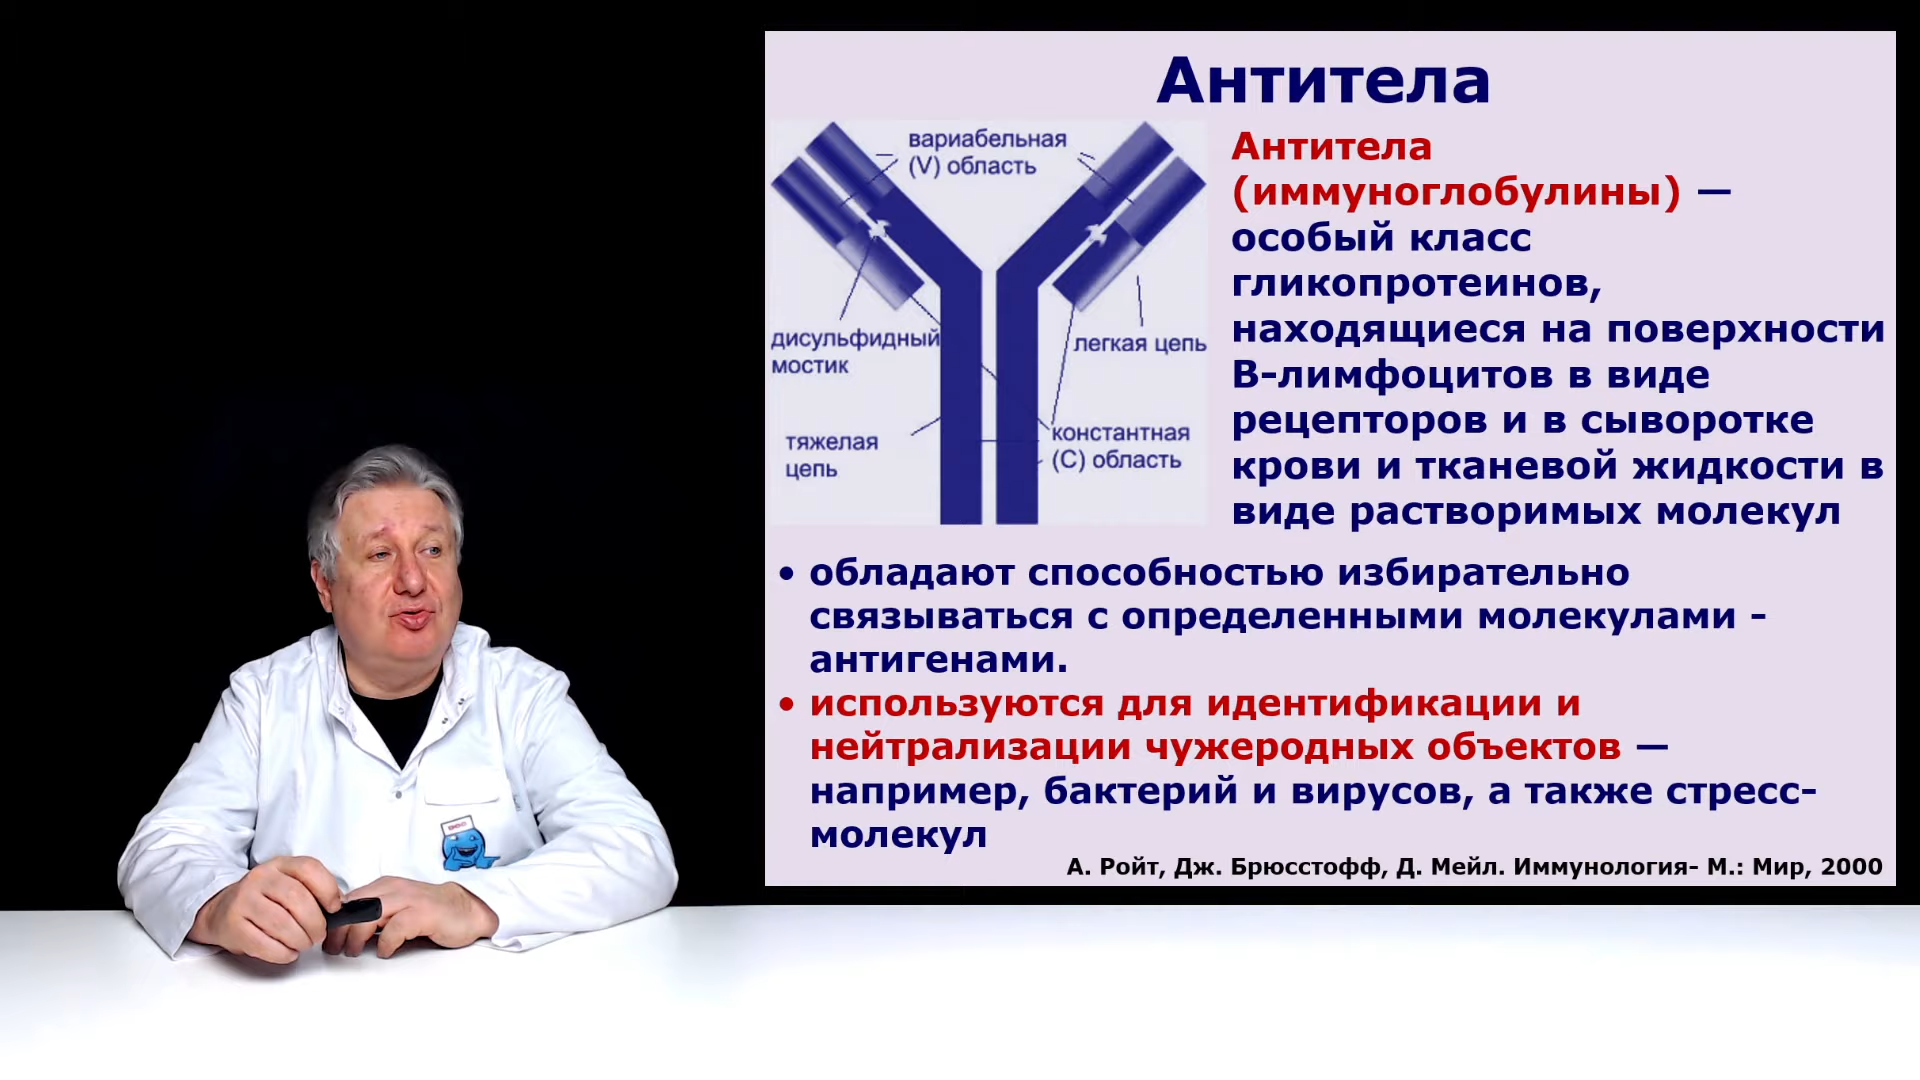 Антитела
вариабельная
(V) область
дисульфидный
мостик
легкая цепь
тяжелая
цепь
константная
(С) область
Антитела
(иммуноглобулины) —
особый класс
гликопротеинов,
находящиеся на поверхности
В-лимфоцитов в виде
рецепторов и в сыворотке
крови и тканевой жидкости в
виде растворимых молекул
• обладают способностью избирательно
связываться с определенными молекулами -
антигенами.
• используются для идентификации и
нейтрализации чужеродных объектов —
например, бактерий и вирусов, а также стресс-
молекул
А. Ройт, Дж. Брюсстофф, Д. Мейл. Иммунология- М.: Мир, 2000